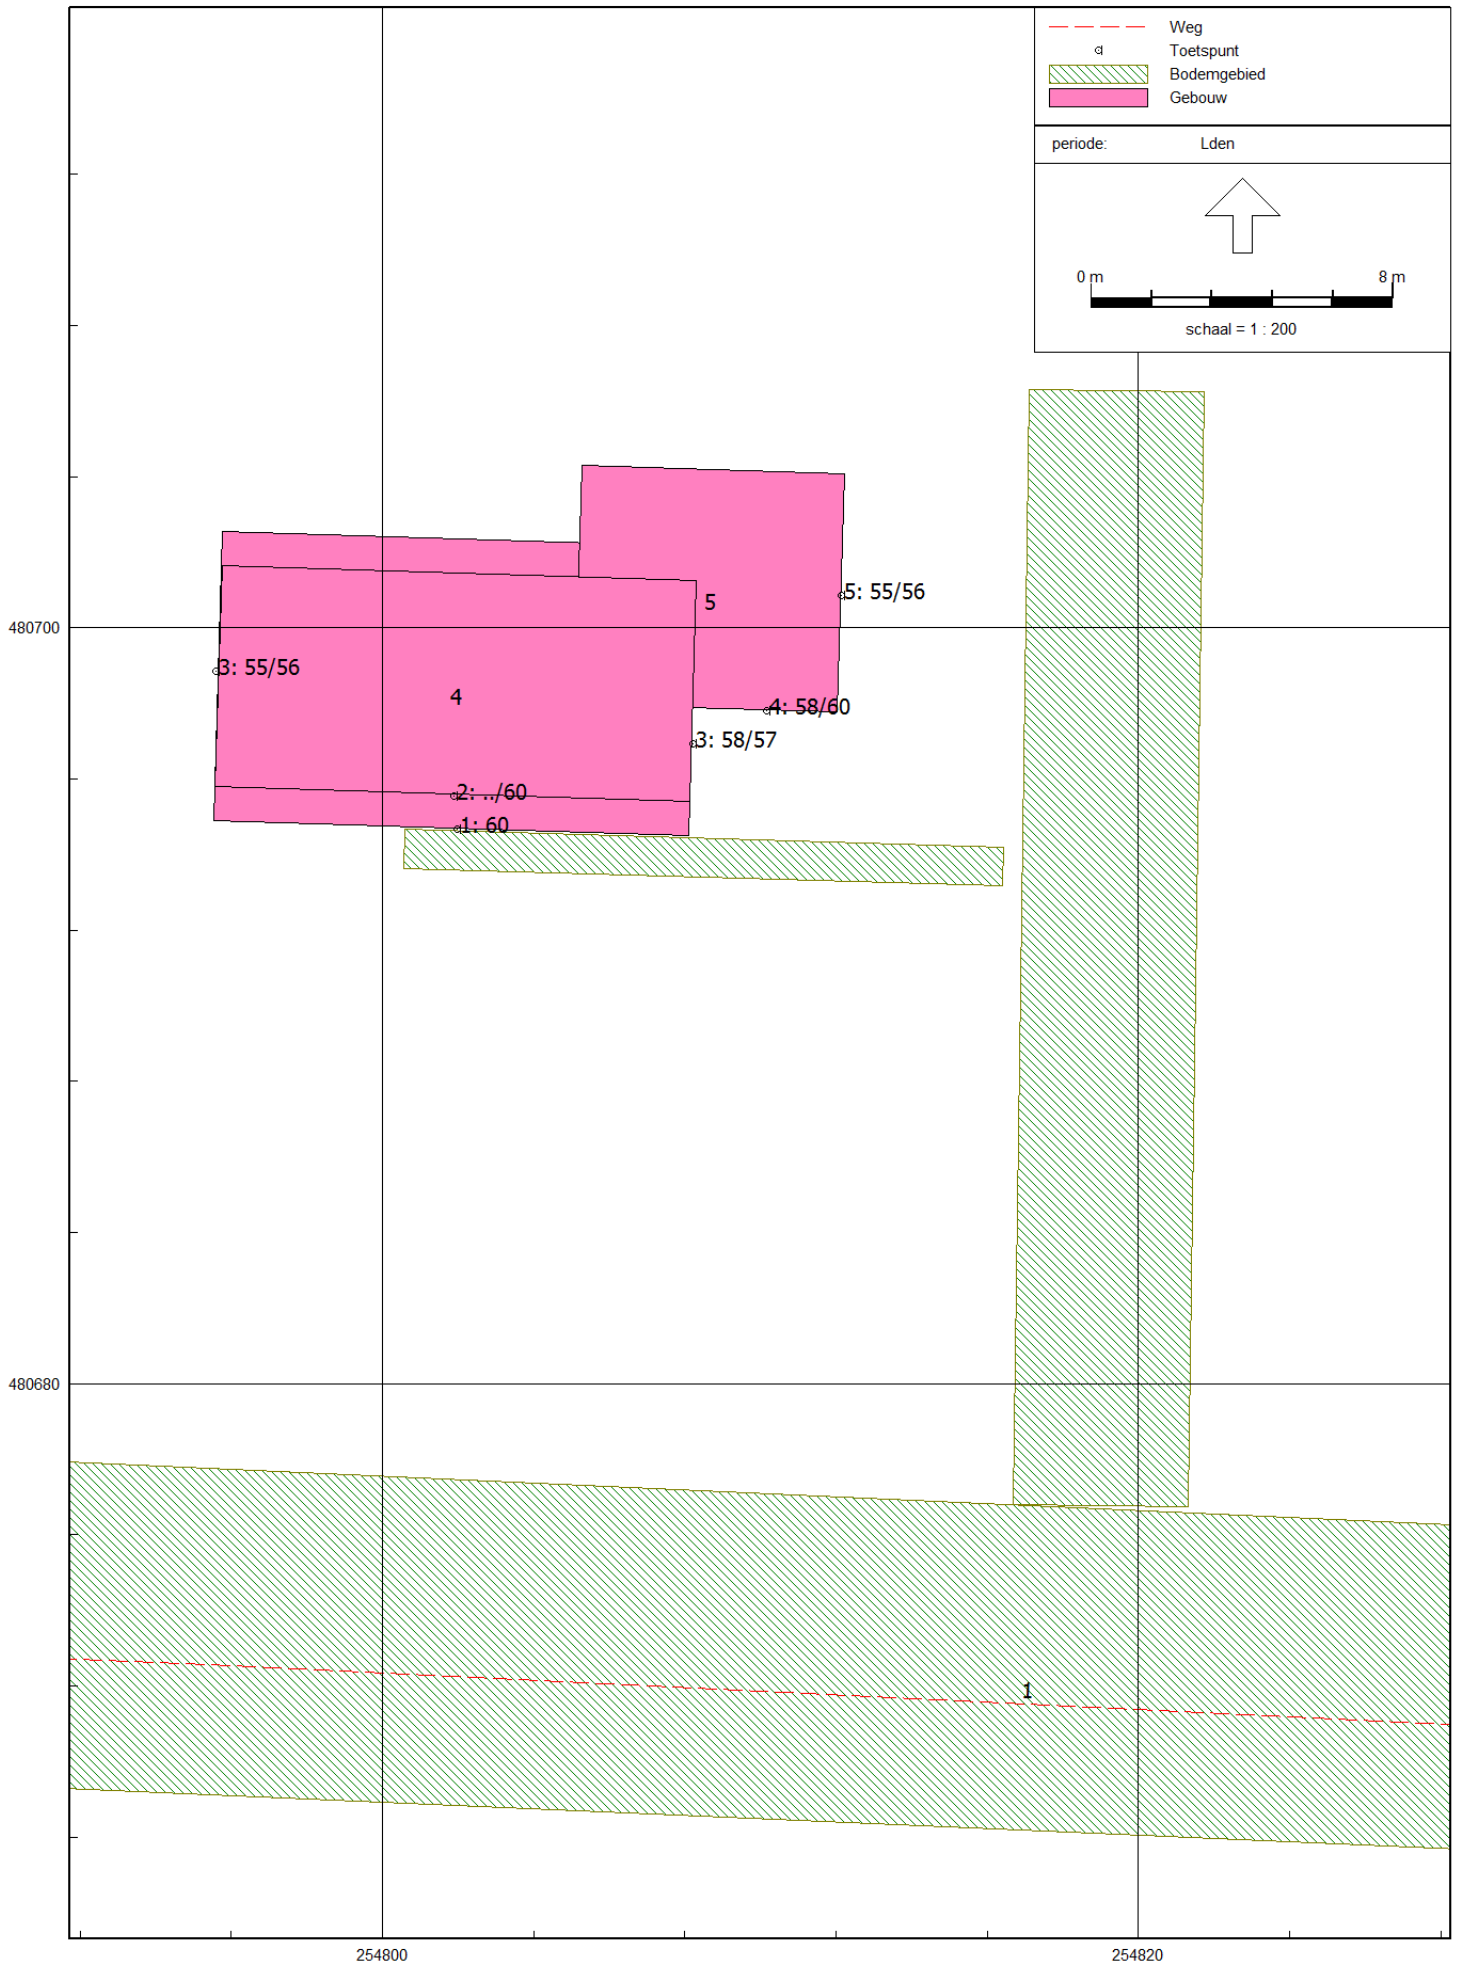 Weg
Toetspunt
Bodemgebied
Gebouw
periode: Lden
0 m 8 m
schaal = 1 : 200
5: 55/56
5
480700
3: 55/56
4
4: 58/60
3: 58/57
2: ../60
1: 60
480680
1
254800 254820